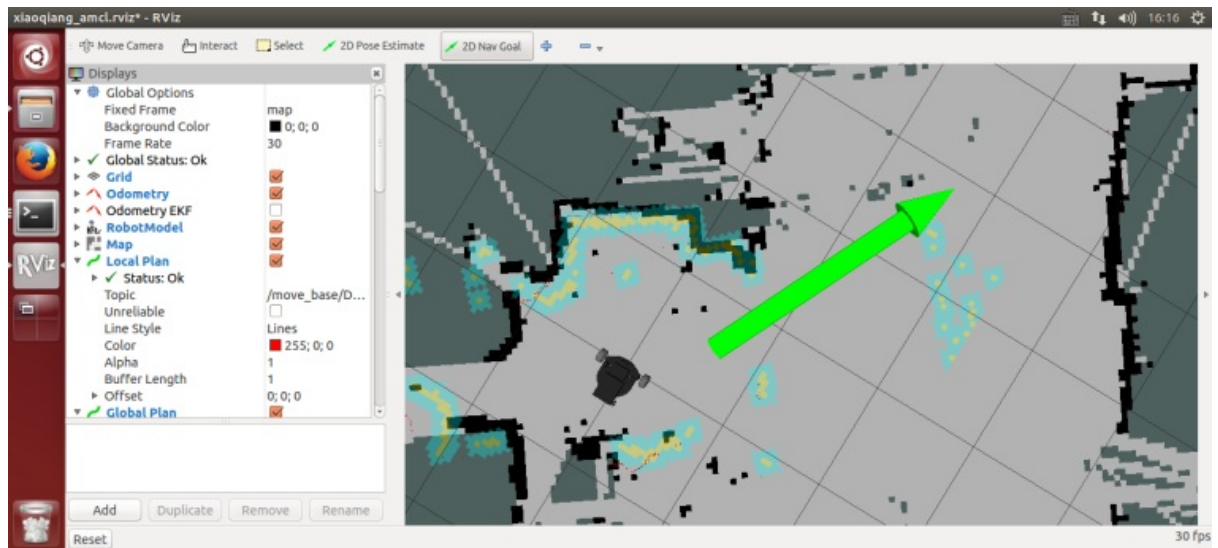 xiaoqiang_amcl.rviz* - RViz
16:16
Move Camera Interact Select 2D Pose Estimate 2D Nav Goal
Displays
Global Options
Fixed Frame map
Background Color 0; 0; 0
Frame Rate 30
Global Status: Ok
Grid
Odometry
Odometry EKF
RobotModel
Map
Local Plan
Status: Ok
Topic /move_base/D...
Unreliable
Line Style Lines
Color 255; 0; 0
Alpha 1
Buffer Length 1
Offset 0; 0; 0
Global Plan
RViz
Add Duplicate Remove Rename
Reset
30 fps